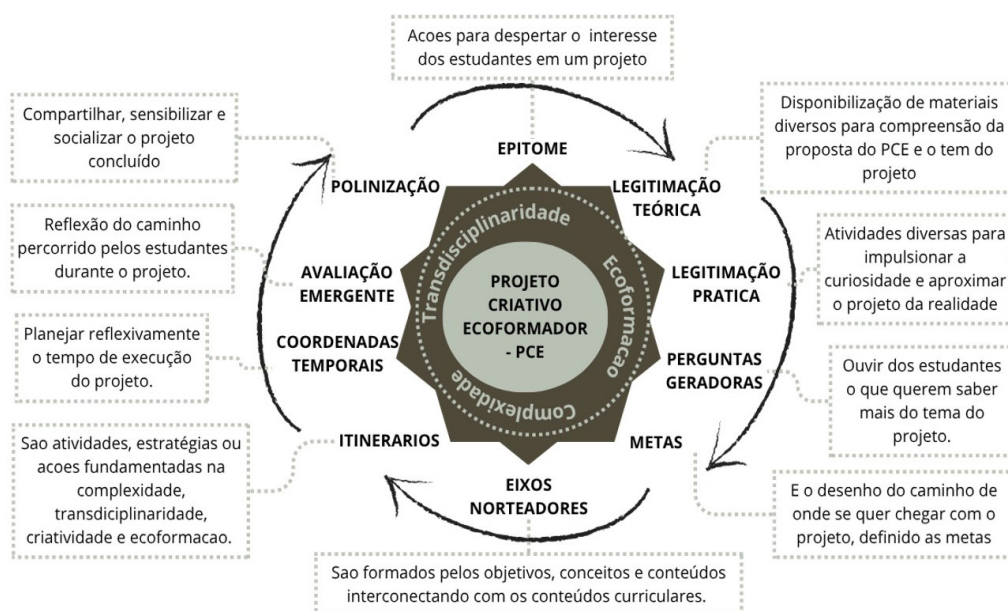 Acoes para despertar o interesse
dos estudantes em um projeto
EPITOME
Disponibilização de materiais
diversos para compreensão da
proposta do PCE e o tem do
projeto
LEGITIMAÇÃO
TEÓRICA
Atividades diversas para
impulsionar a
curiosidade e aproximar
o projeto da realidade
LEGITIMAÇÃO
PRATICA
Ouvir dos estudantes
o que querem saber
mais do tema do
projeto.
PERGUNTAS
GERADORAS
E o desenho do caminho de
onde se quer chegar com o
projeto, definido as metas
METAS
EIXOS
NORTEADORES
Sao formados pelos objetivos, conceitos e conteúdos
interconectando com os conteúdos curriculares.
ITINERARIOS
Sao atividades, estratégias ou
acoes fundamentadas na
complexidade,
transdiciplinaridade,
criatividade e ecoformacao.
COORDENADAS
TEMPORAIS
Planejar reflexivamente
o tempo de execução
do projeto.
AVALIAÇÃO
EMERGENTE
Reflexão do caminho
percorrido pelos estudantes
durante o projeto.
POLINIZAÇÃO
Compartilhar, sensibilizar e
socializar o projeto
concluído
Transdisciplinaridade
Ecoformacao
Complexidade
PROJETO
CRIATIVO
ECOFORMADOR
- PCE